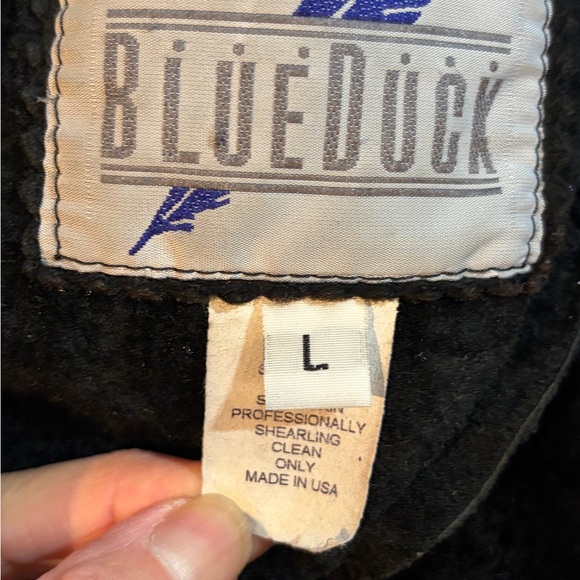 BLUEDUCK
L
PROFESSIONALLY
SHEARLING
CLEAN
ONLY
MADE IN USA